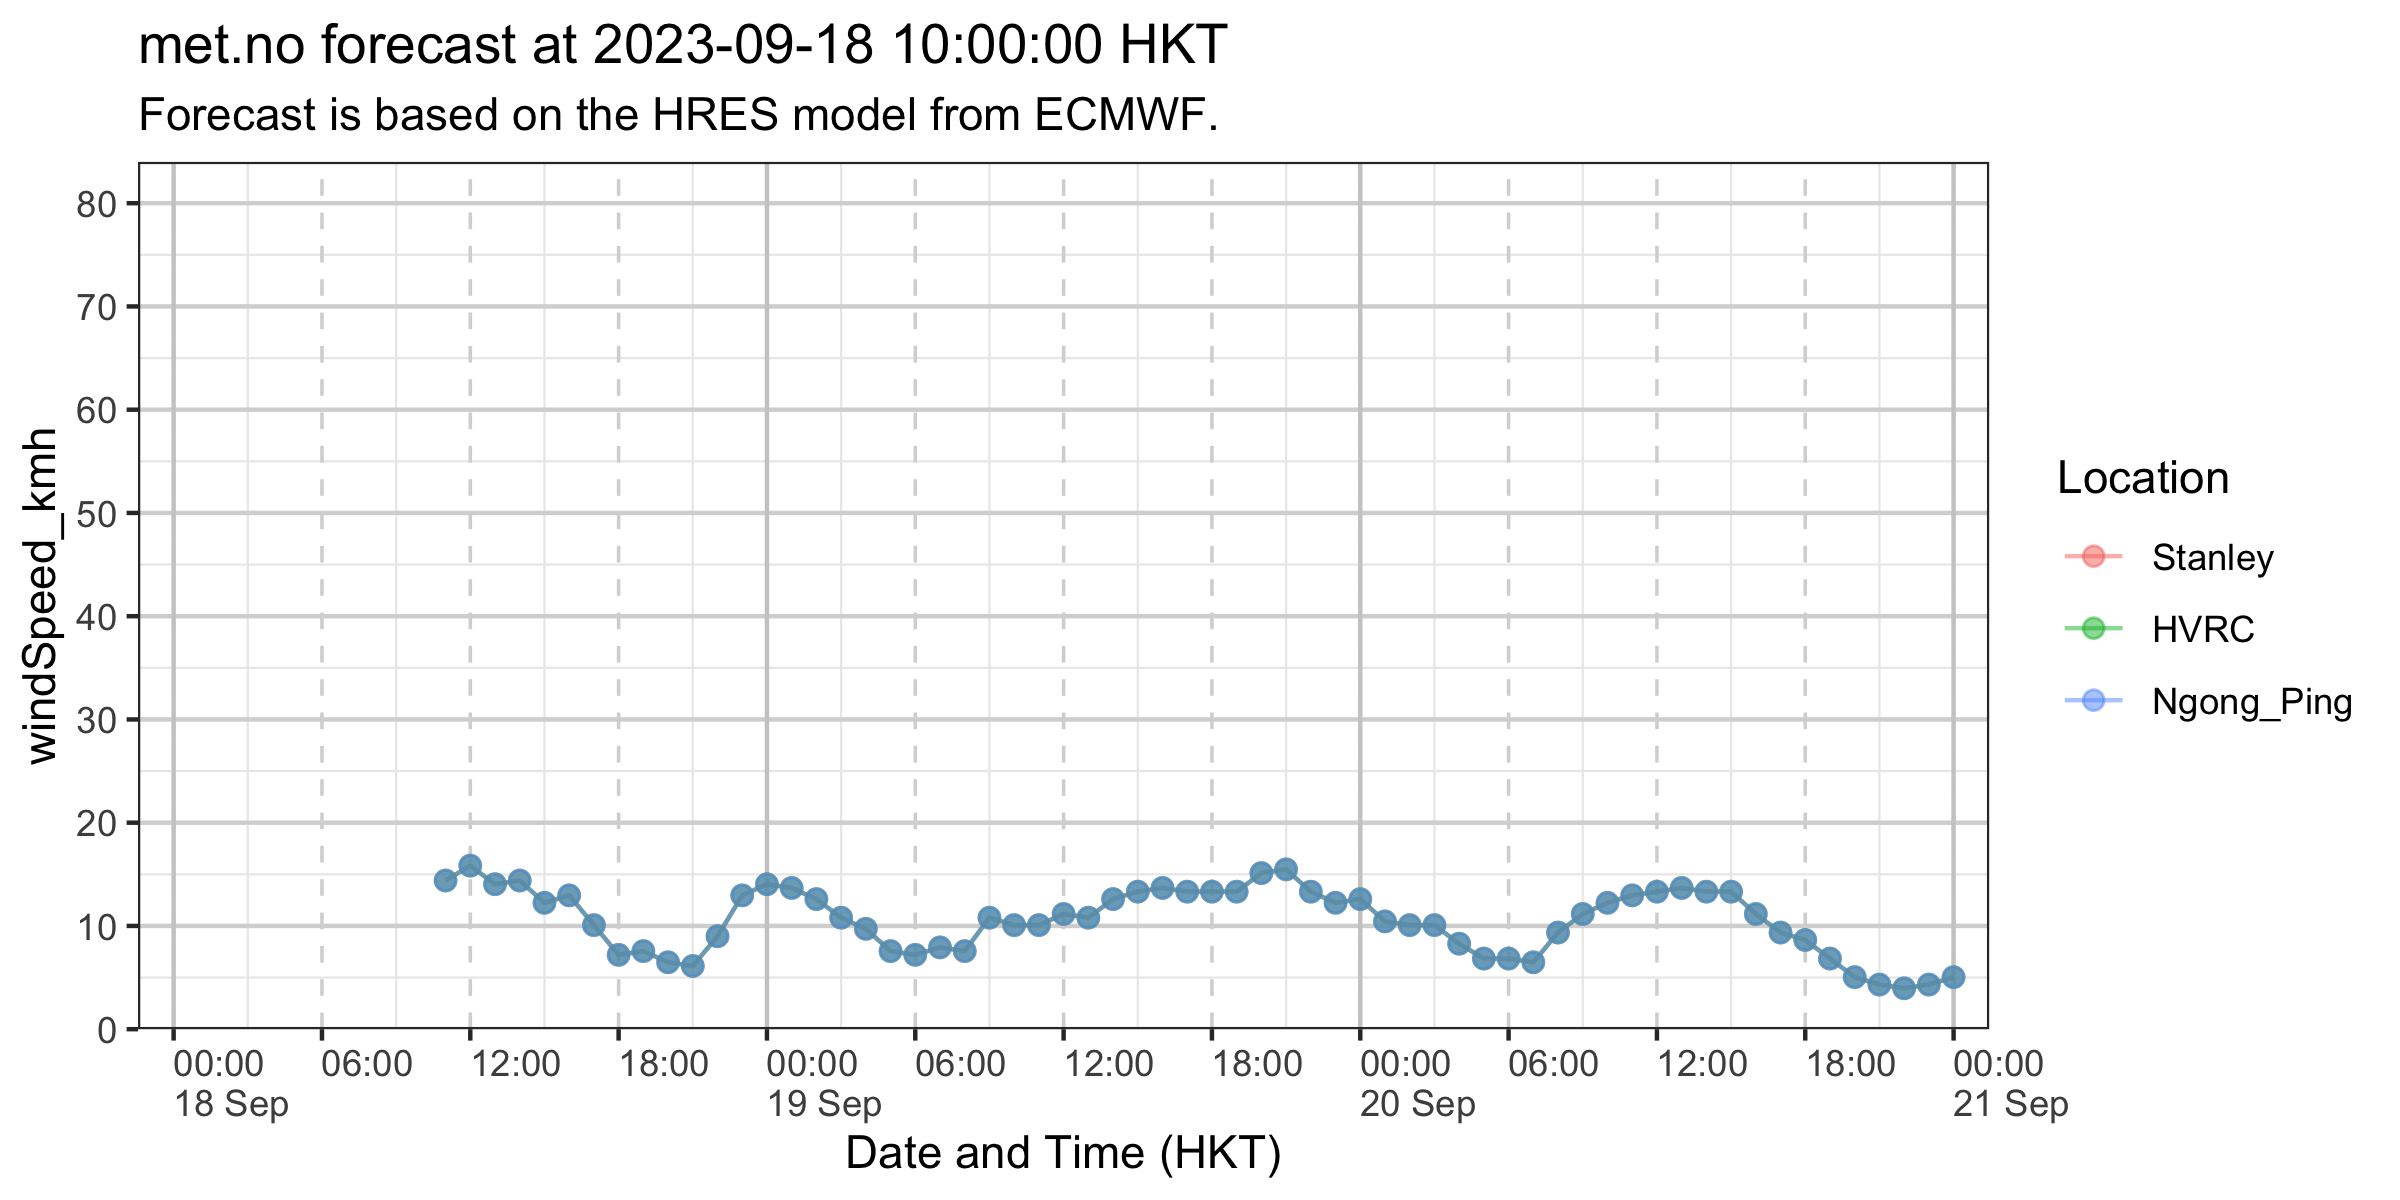 met.no forecast at 2023-09-18 10:00:00 HKT
Forecast is based on the HRES model from ECMWF.
windSpeed_kmh
80
70
60
50
40
30
20
10
0
00:00 06:00 12:00 18:00 00:00 06:00 12:00 18:00 00:00 06:00 12:00 18:00 00:00
18 Sep 19 Sep 20 Sep 21 Sep
Date and Time (HKT)
Location
Stanley
HVRC
Ngong_Ping